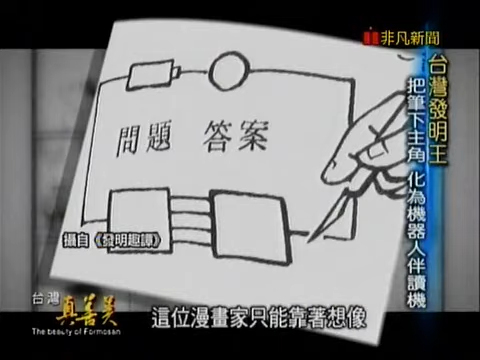 非凡新聞
台灣發明王
把筆下主角 化為機器人伴讀機
問題 答案
攝自《發明趣譚》
台灣
真善美
The beauty of Formosan
這位漫畫家只能靠著想像